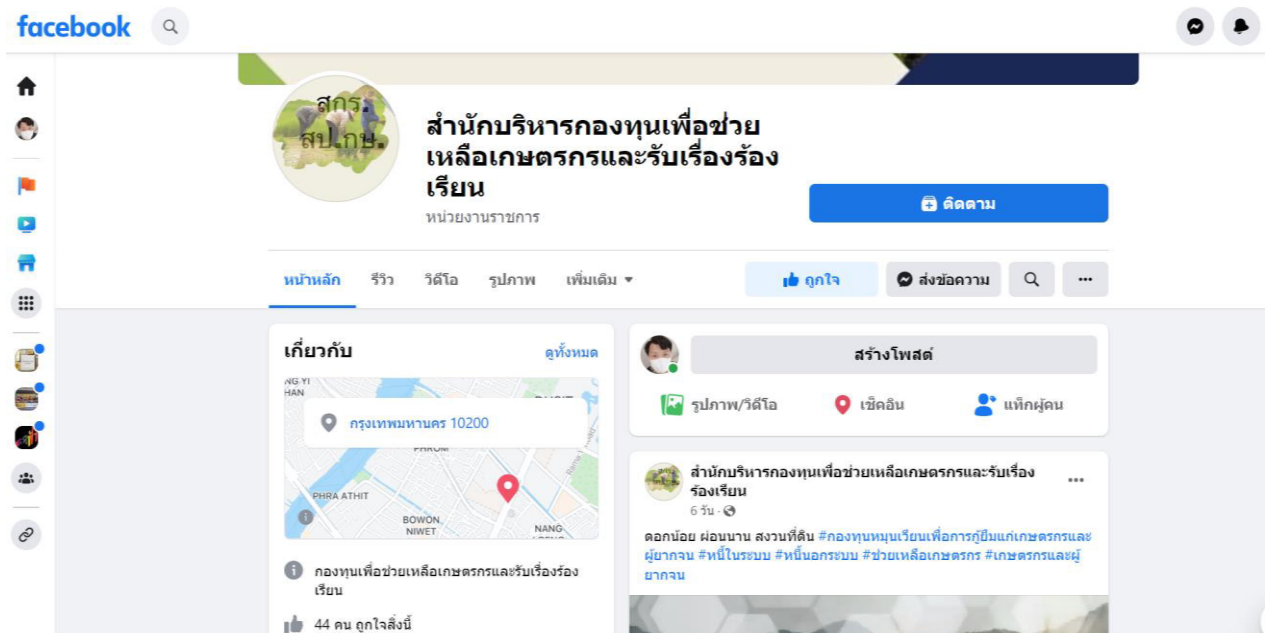 facebook
สกร.
สป.กษ.
สำนักบริหารกองทุนเพื่อช่วย
เหลือเกษตรกรและรับเรื่องร้อง
เรียน
หน่วยงานราชการ
ติดตาม
หน้าหลัก รีวิว วิดีโอ รูปภาพ เพิ่มเติม
ถูกใจ ส่งข้อความ
เกี่ยวกับ ดูทั้งหมด
NG YI
HAN
กรุงเทพมหานคร 10200
PHRA ATHIT
BOWON
NIWET
NANG
กองทุนเพื่อช่วยเหลือเกษตรกรและรับเรื่องร้อง
เรียน
44 คน ถูกใจสิ่งนี้
สร้างโพสต์
รูปภาพ/วิดีโอ เช็คอิน แท็กผู้คน
สำนักบริหารกองทุนเพื่อช่วยเหลือเกษตรกรและรับเรื่อง
ร้องเรียน
6 วัน ·
ดอกน้อย ผ่อนนาน สงวนที่ดิน #กองทุนหมุนเวียนเพื่อการกู้ยืมแก่เกษตรกรและ
ผู้ยากจน #หนี้ในระบบ #หนี้นอกระบบ #ช่วยเหลือเกษตรกร #เกษตรกรและผู้
ยากจน